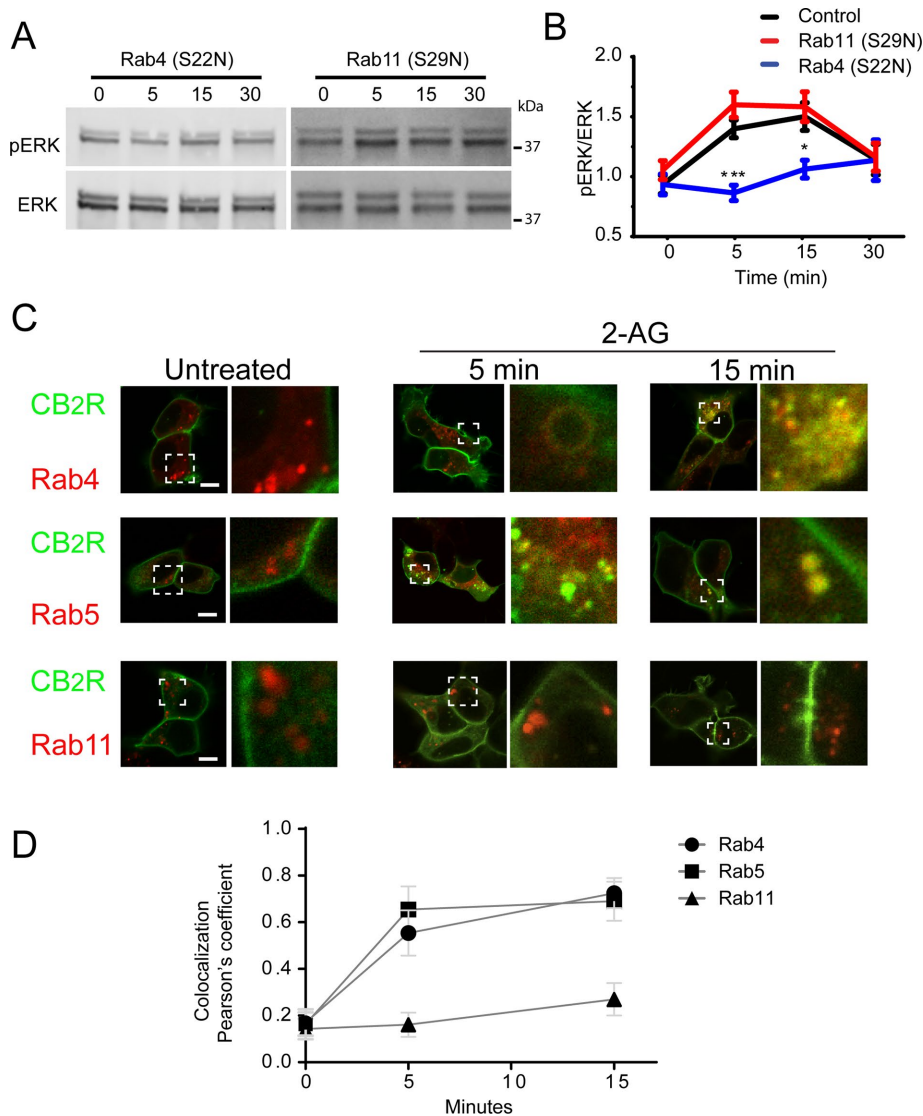 A
Rab4 (S22N)
Rab11 (S29N)
0 5 15 30
0 5 15 30
kDa
pERK
37
ERK
37
B
Control
Rab11 (S29N)
Rab4 (S22N)
2.0
1.5
1.0
0.5
pERK/ERK
***
*
0 5 15 30
Time (min)
C
2-AG
Untreated
5 min
15 min
CB2R
Rab4
CB2R
Rab5
CB2R
Rab11
D
1.0
0.8
0.6
0.4
0.2
0.0
Colocalization
Pearson's coefficient
0 5 10 15
Minutes
Rab4
Rab5
Rab11